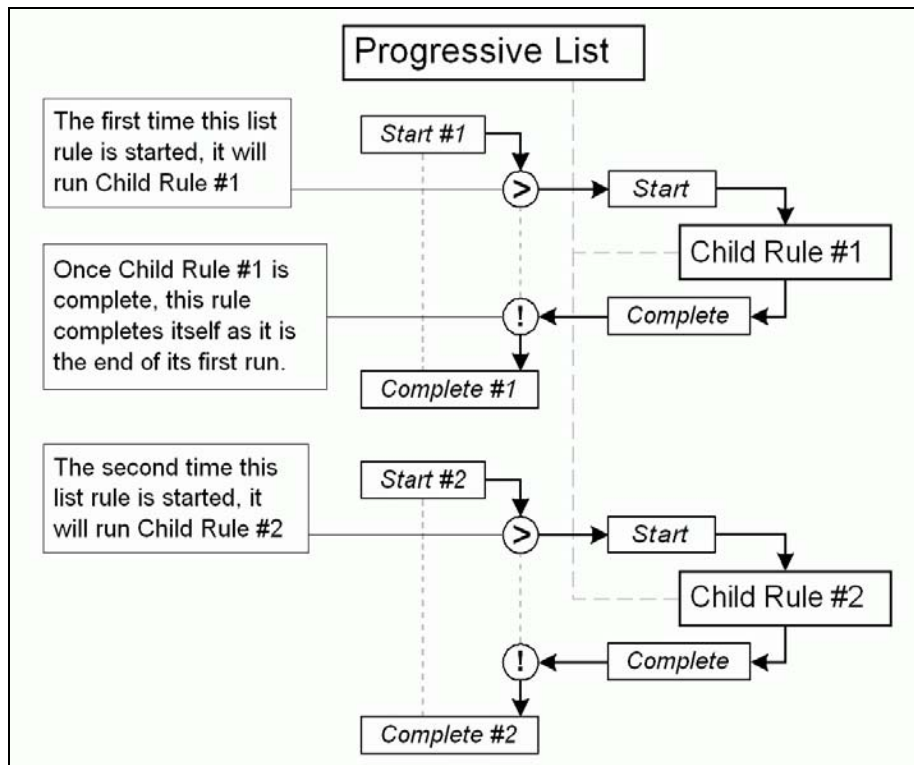 Progressive List
The first time this list
rule is started, it will
run Child Rule #1
Start #1
>
Start
Child Rule #1
Once Child Rule #1 is
complete, this rule
completes itself as it is
the end of its first run.
!
Complete
Complete #1
The second time this
list rule is started, it
will run Child Rule #2
Start #2
>
Start
Child Rule #2
!
Complete
Complete #2